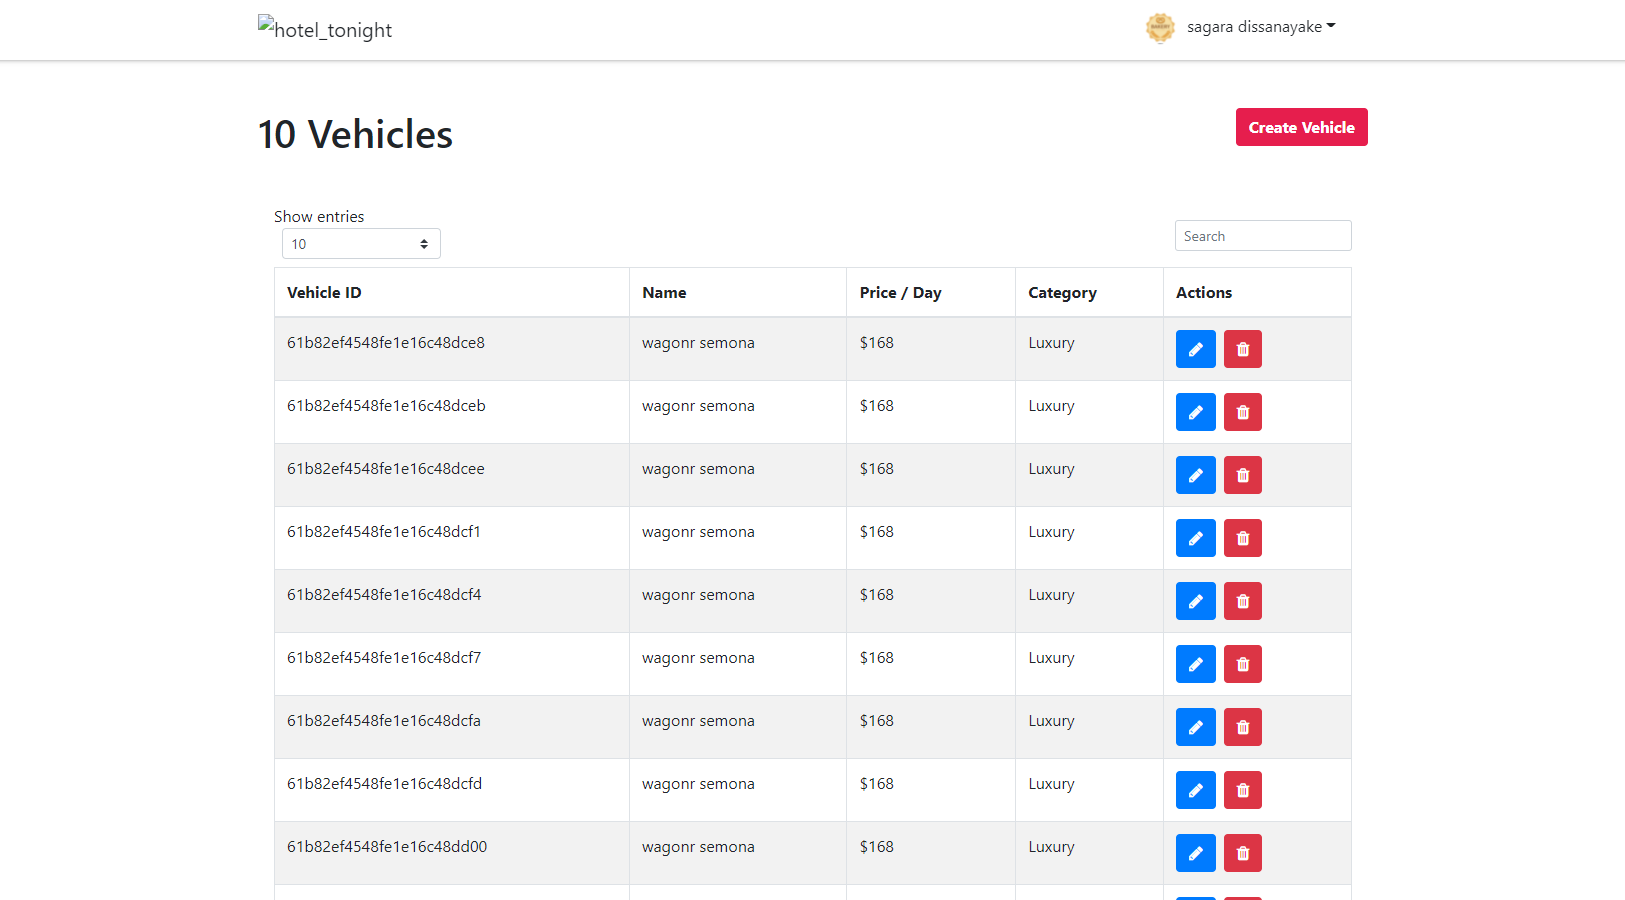 hotel_tonight
sagara dissanayake
10 Vehicles
Create Vehicle
Show entries
10
Search
Vehicle ID Name Price / Day Category Actions
61b82ef4548fe1e16c48dce8 wagonr semona $168 Luxury
61b82ef4548fe1e16c48dceb wagonr semona $168 Luxury
61b82ef4548fe1e16c48dcee wagonr semona $168 Luxury
61b82ef4548fe1e16c48dcf1 wagonr semona $168 Luxury
61b82ef4548fe1e16c48dcf4 wagonr semona $168 Luxury
61b82ef4548fe1e16c48dcf7 wagonr semona $168 Luxury
61b82ef4548fe1e16c48dcfa wagonr semona $168 Luxury
61b82ef4548fe1e16c48dcfd wagonr semona $168 Luxury
61b82ef4548fe1e16c48dd00 wagonr semona $168 Luxury